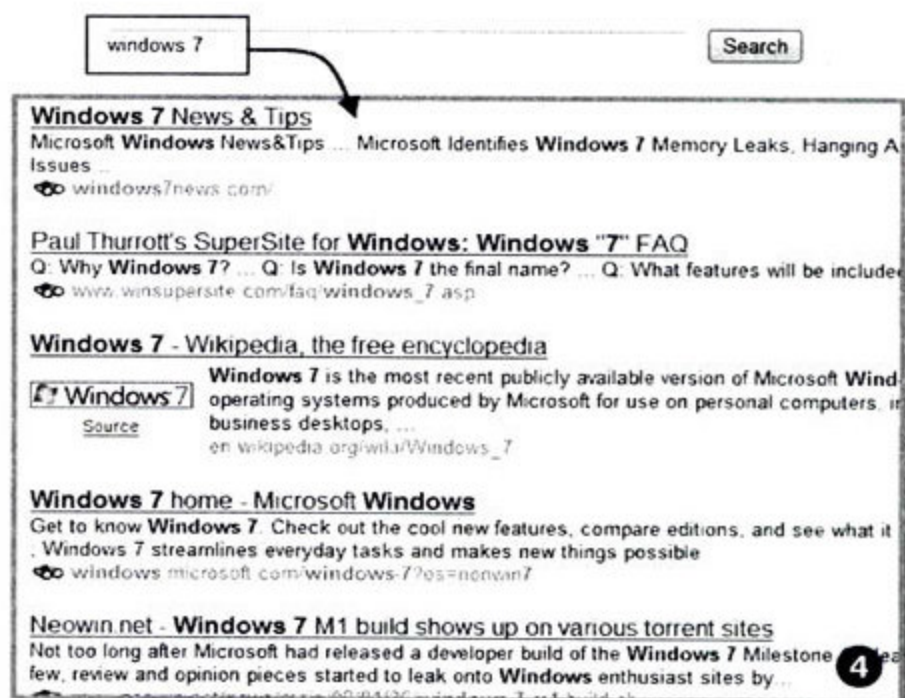 windows 7
Search
Windows 7 News & Tips
Microsoft Windows News&Tips ... Microsoft Identifies Windows 7 Memory Leaks, Hanging A
Issues ...
windows7news.com/
Paul Thurrott's SuperSite for Windows: Windows "7" FAQ
Q: Why Windows 7? ... Q: Is Windows 7 the final name? ... Q: What features will be include
www.winsupersite.com/faq/windows_7.asp
Windows 7 - Wikipedia, the free encyclopedia
Windows 7
Source
Windows 7 is the most recent publicly available version of Microsoft Wind
operating systems produced by Microsoft for use on personal computers, in
business desktops, ...
en.wikipedia.org/wiki/Windows_7
Windows 7 home - Microsoft Windows
Get to know Windows 7. Check out the cool new features, compare editions, and see what it
, Windows 7 streamlines everyday tasks and makes new things possible
windows.microsoft.com/windows-7?os=nonwin7
Neowin.net - Windows 7 M1 build shows up on various torrent sites
Not too long after Microsoft had released a developer build of the Windows 7 Milestone
few, review and opinion pieces started to leak onto Windows enthusiast sites by...
4